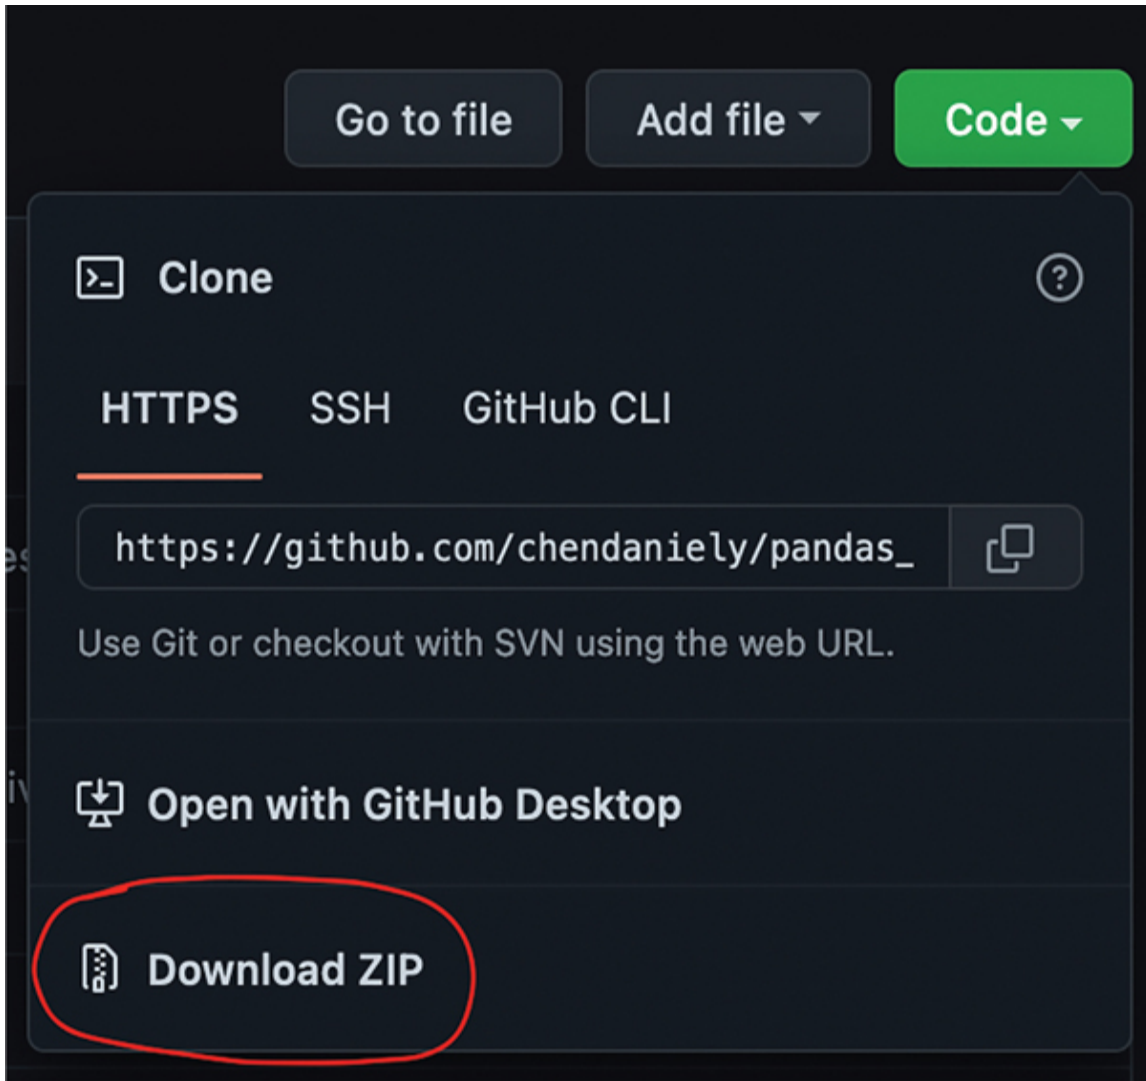 Go to file Add file Code
Clone
HTTPS SSH GitHub CLI
https://github.com/chendaniely/pandas_
Use Git or checkout with SVN using the web URL.
Open with GitHub Desktop
Download ZIP